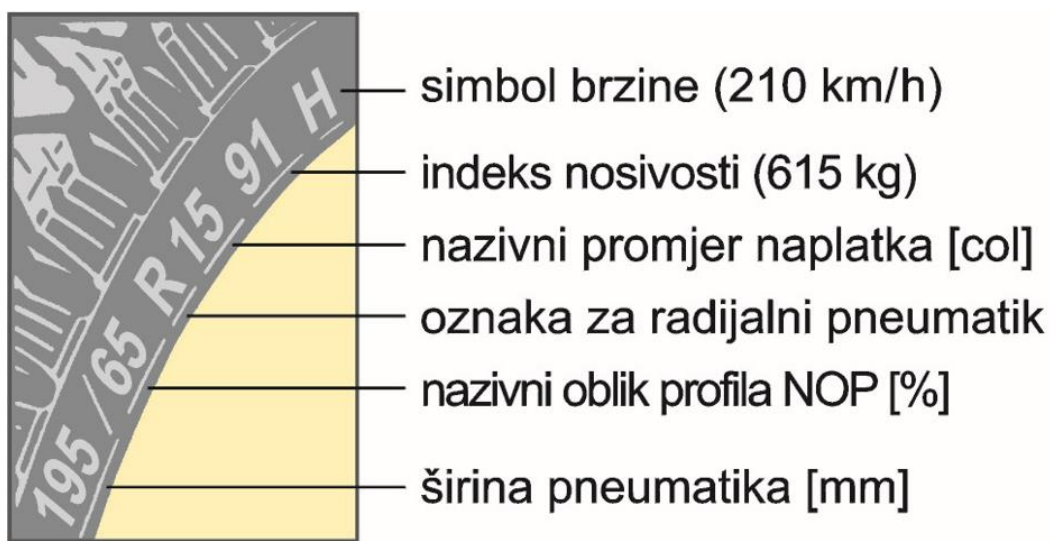 simbol brzine (210 km/h)
indeks nosivosti (615 kg)
nazivni promjer naplatka [col]
oznaka za radijalni pneumatik
nazivni oblik profila NOP [%]
širina pneumatika [mm]
195/65 R 15 91 H